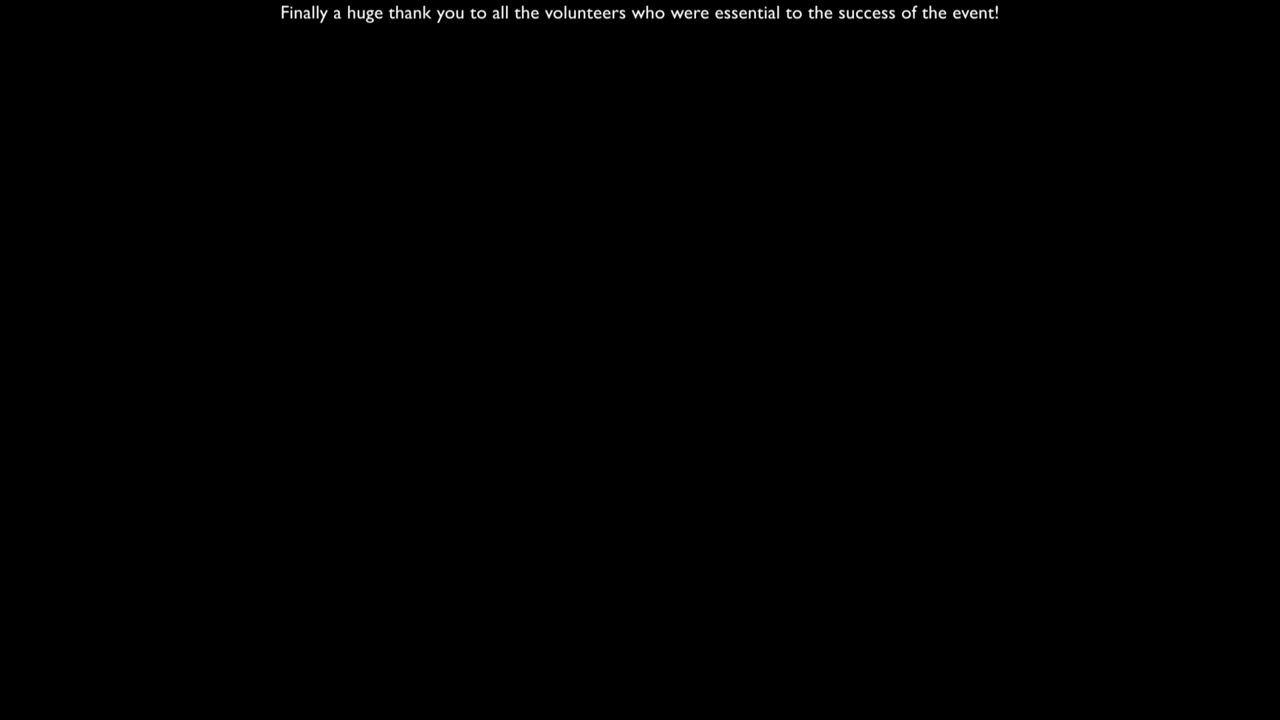 Finally a huge thank you to all the volunteers who were essential to the success of the event!